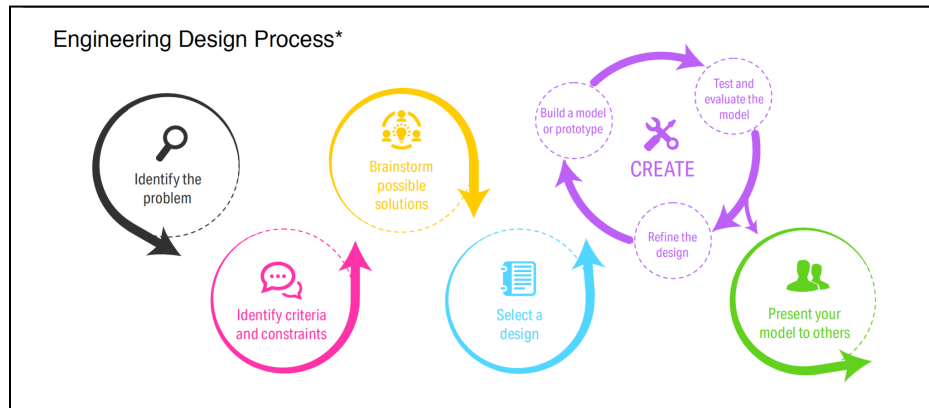 Engineering Design Process*
Identify the
problem
Identify criteria
and constraints
Brainstorm
possible
solutions
Select a
design
Build a model
or prototype
Test and
evaluate the
model
CREATE
Refine the
design
Present your
model to others